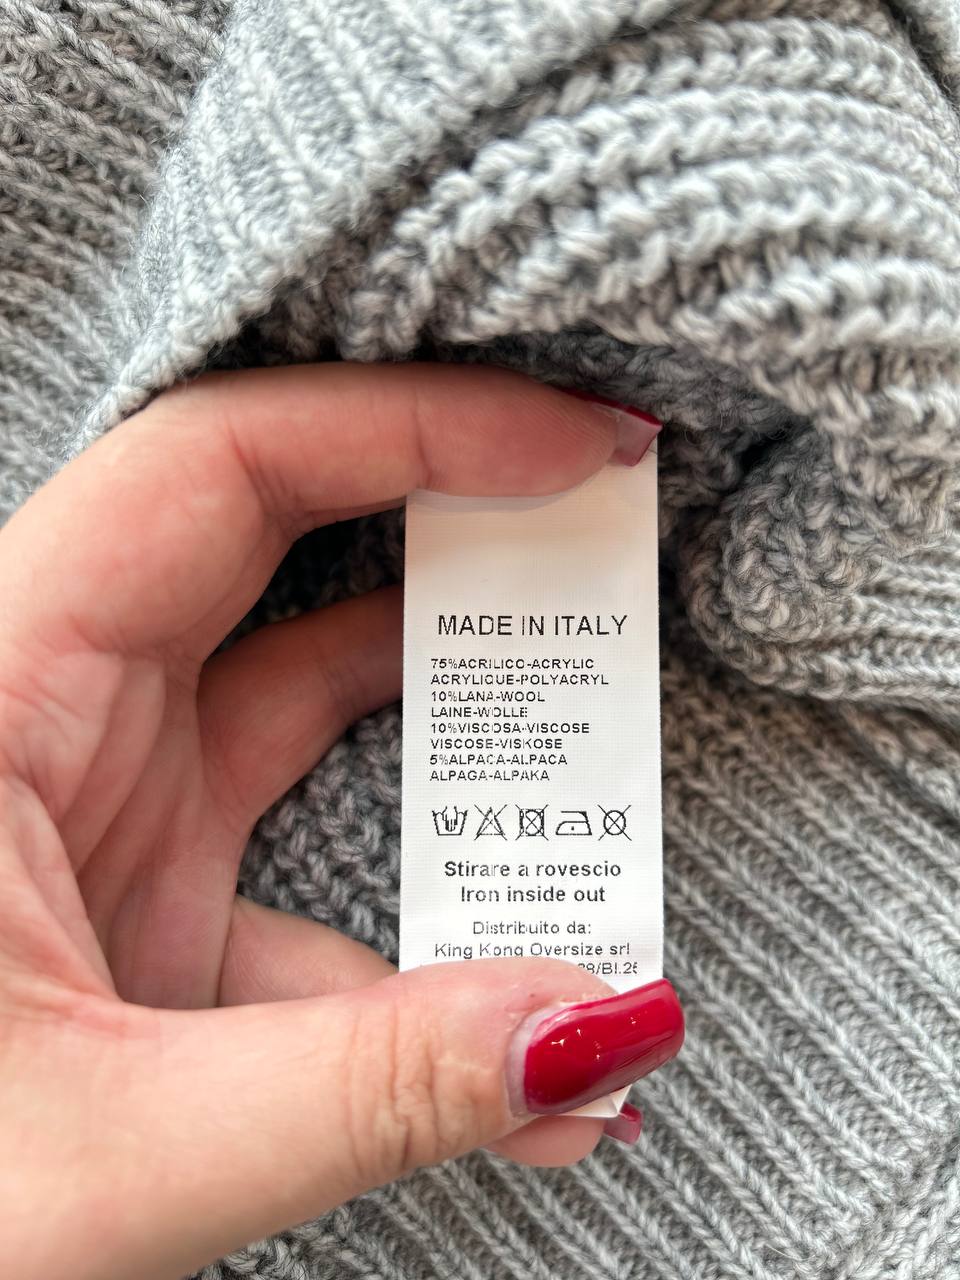 MADE IN ITALY
75%ACRILICO-ACRYLIC
ACRYLIQUE-POLYACRYL
10%LANA-WOOL
LAINE-WOLLE
10%VISCOSA-VISCOSE
VISCOSE-VISKOSE
5%ALPACA-ALPACA
ALPAGA-ALPAKA
Stirare a rovescio
Iron inside out
Distribuito da:
King Kong Oversize srl